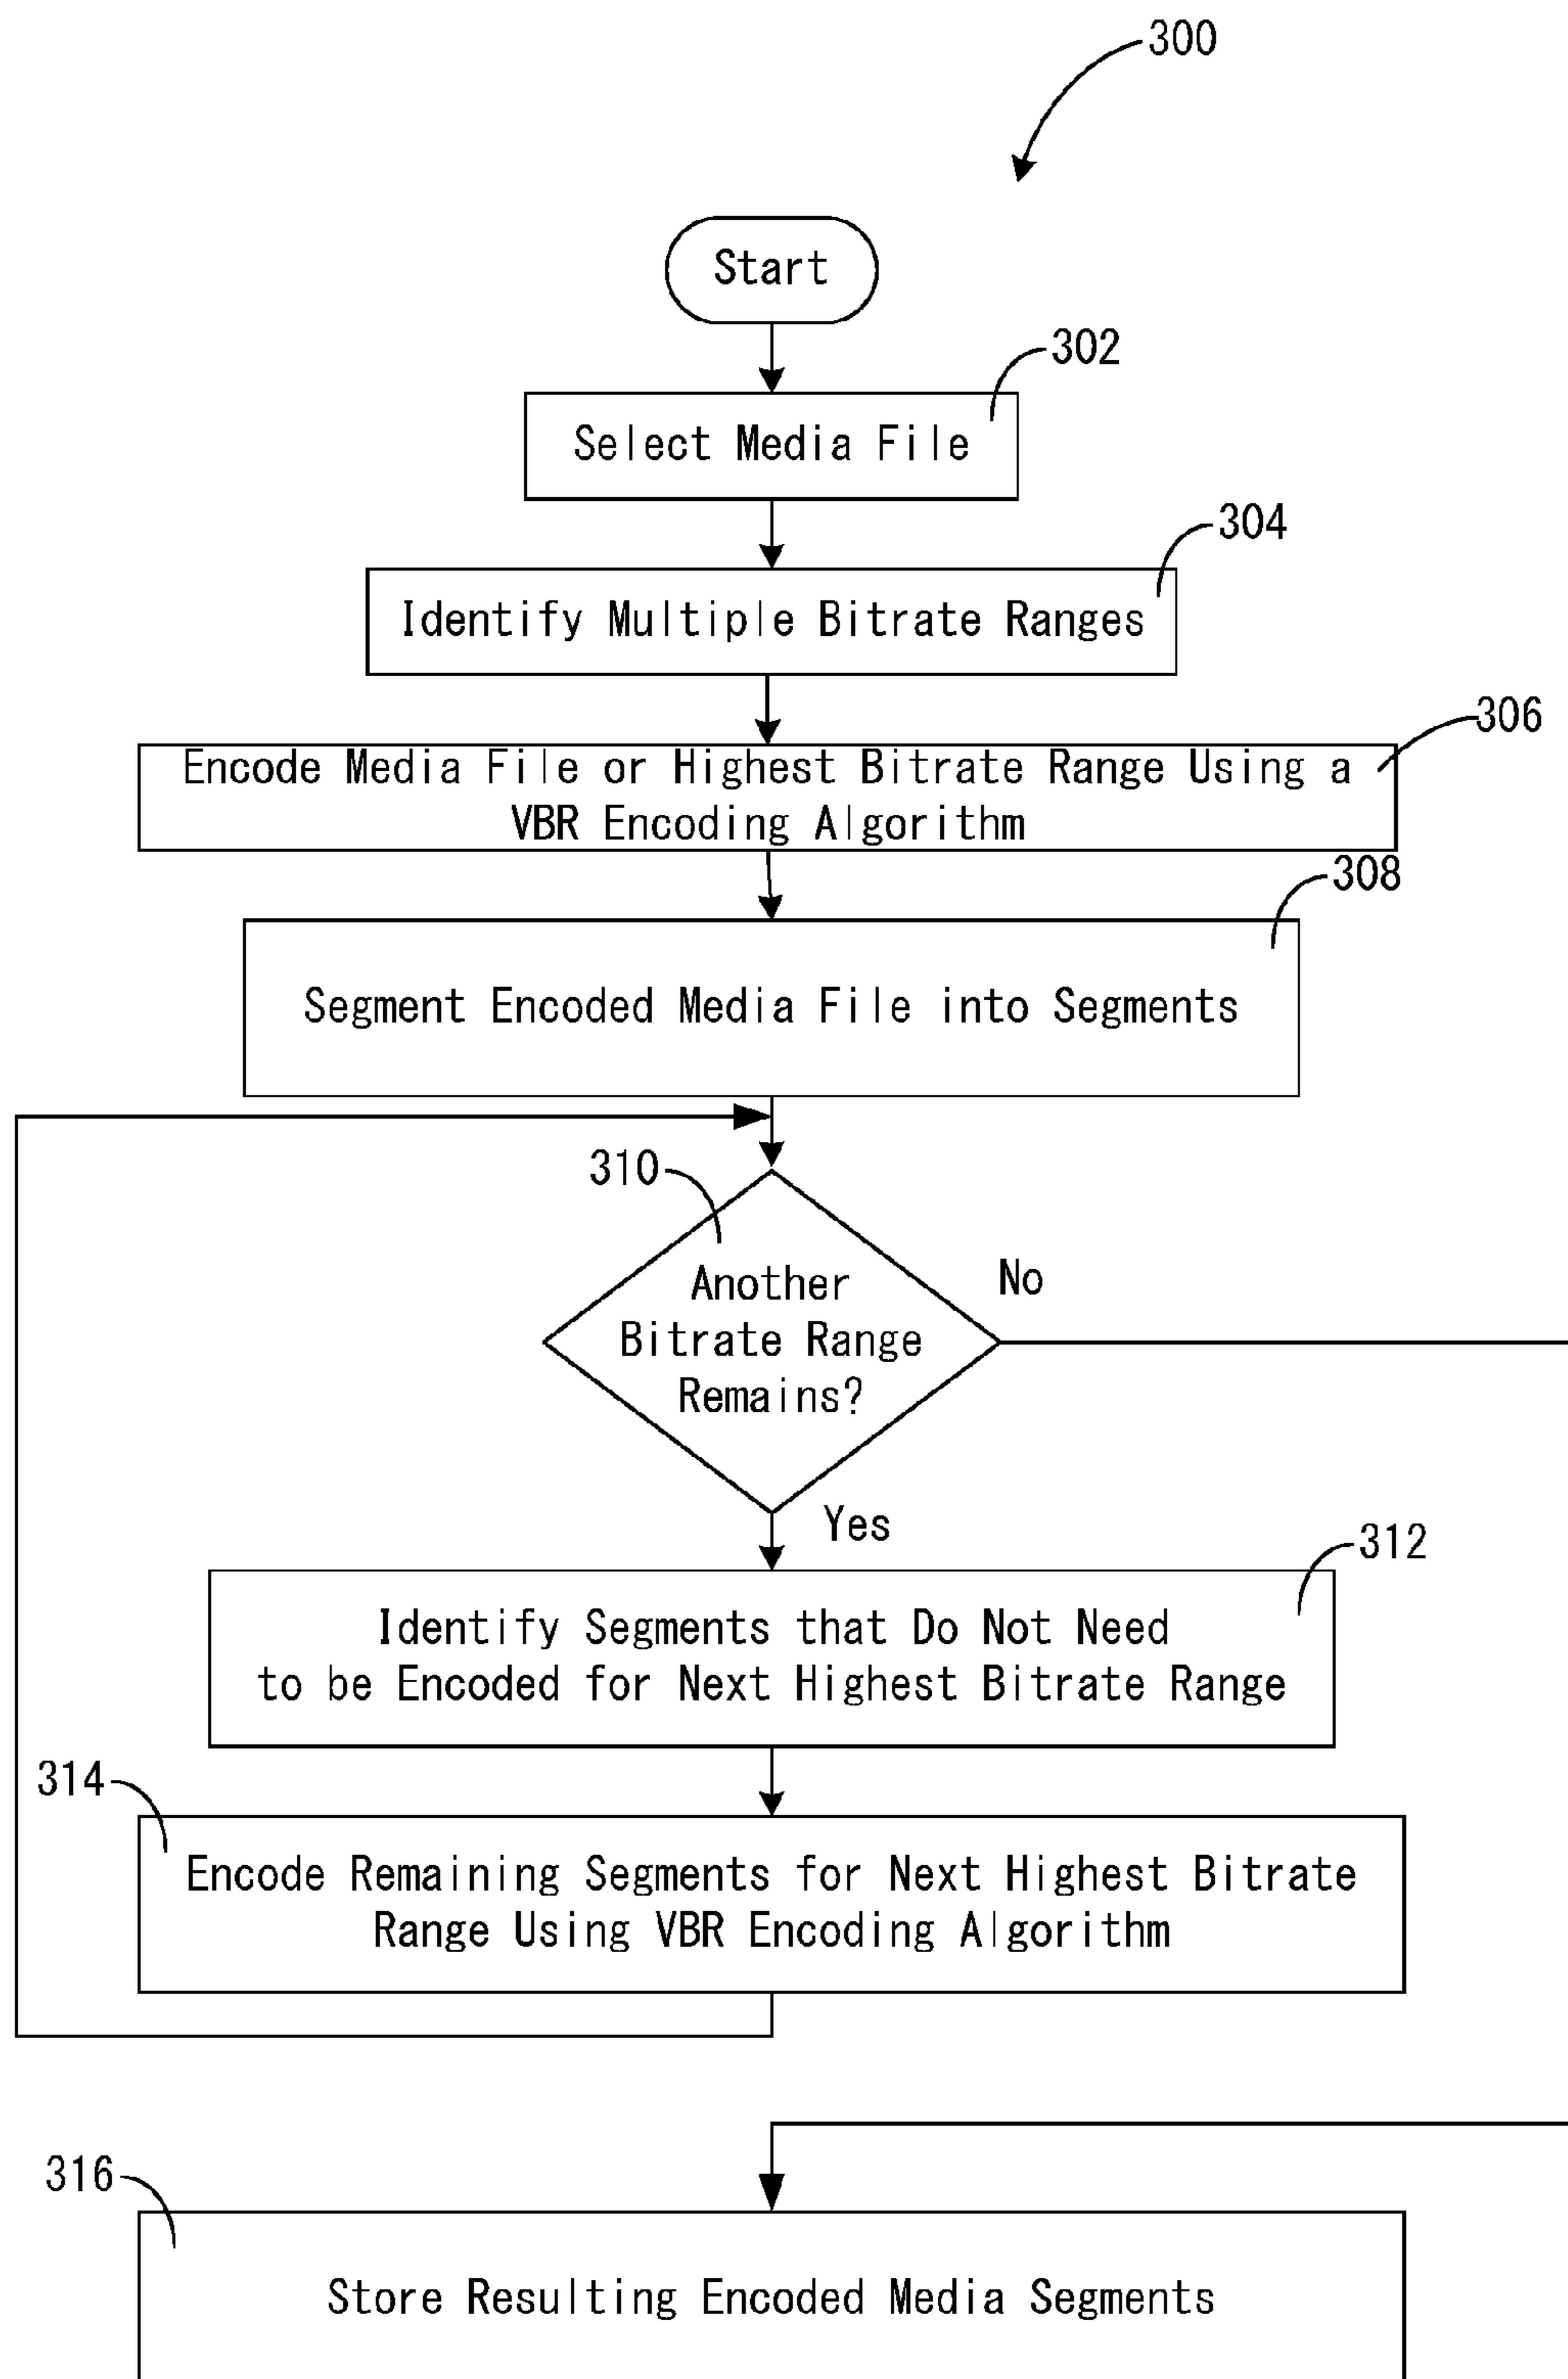 300
Start
302
Select Media File
304
Identify Multiple Bitrate Ranges
306
Encode Media File or Highest Bitrate Range Using a
VBR Encoding Algorithm
308
Segment Encoded Media File into Segments
310
Another
Bitrate Range
Remains?
No
Yes
312
Identify Segments that Do Not Need
to be Encoded for Next Highest Bitrate Range
314
Encode Remaining Segments for Next Highest Bitrate
Range Using VBR Encoding Algorithm
316
Store Resulting Encoded Media Segments